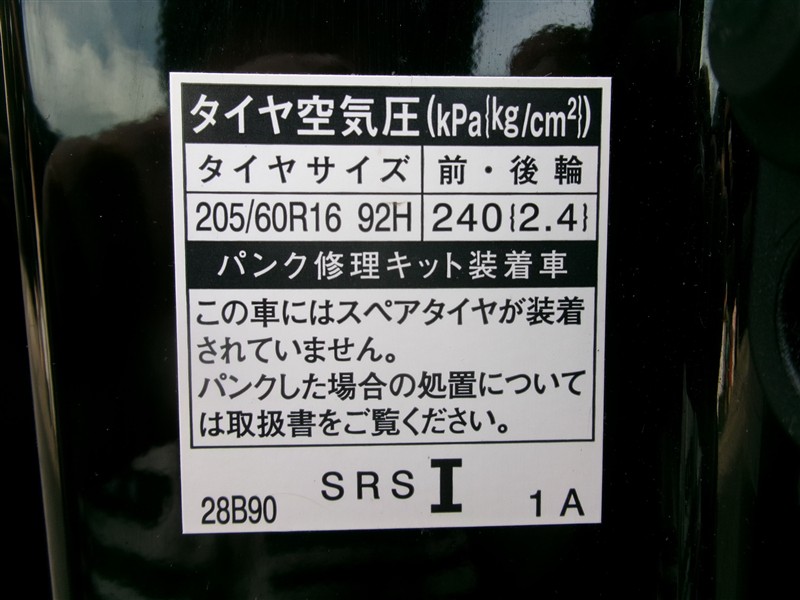 タイヤ空気圧(kPa{kg/cm²})
タイヤサイズ 前・後輪
205/60R16 92H 240{2.4}
パンク修理キット装着車
この車にはスペアタイヤが装着
されていません。
パンクした場合の処置について
は取扱書をご覧ください。
28B90 SRS I 1A